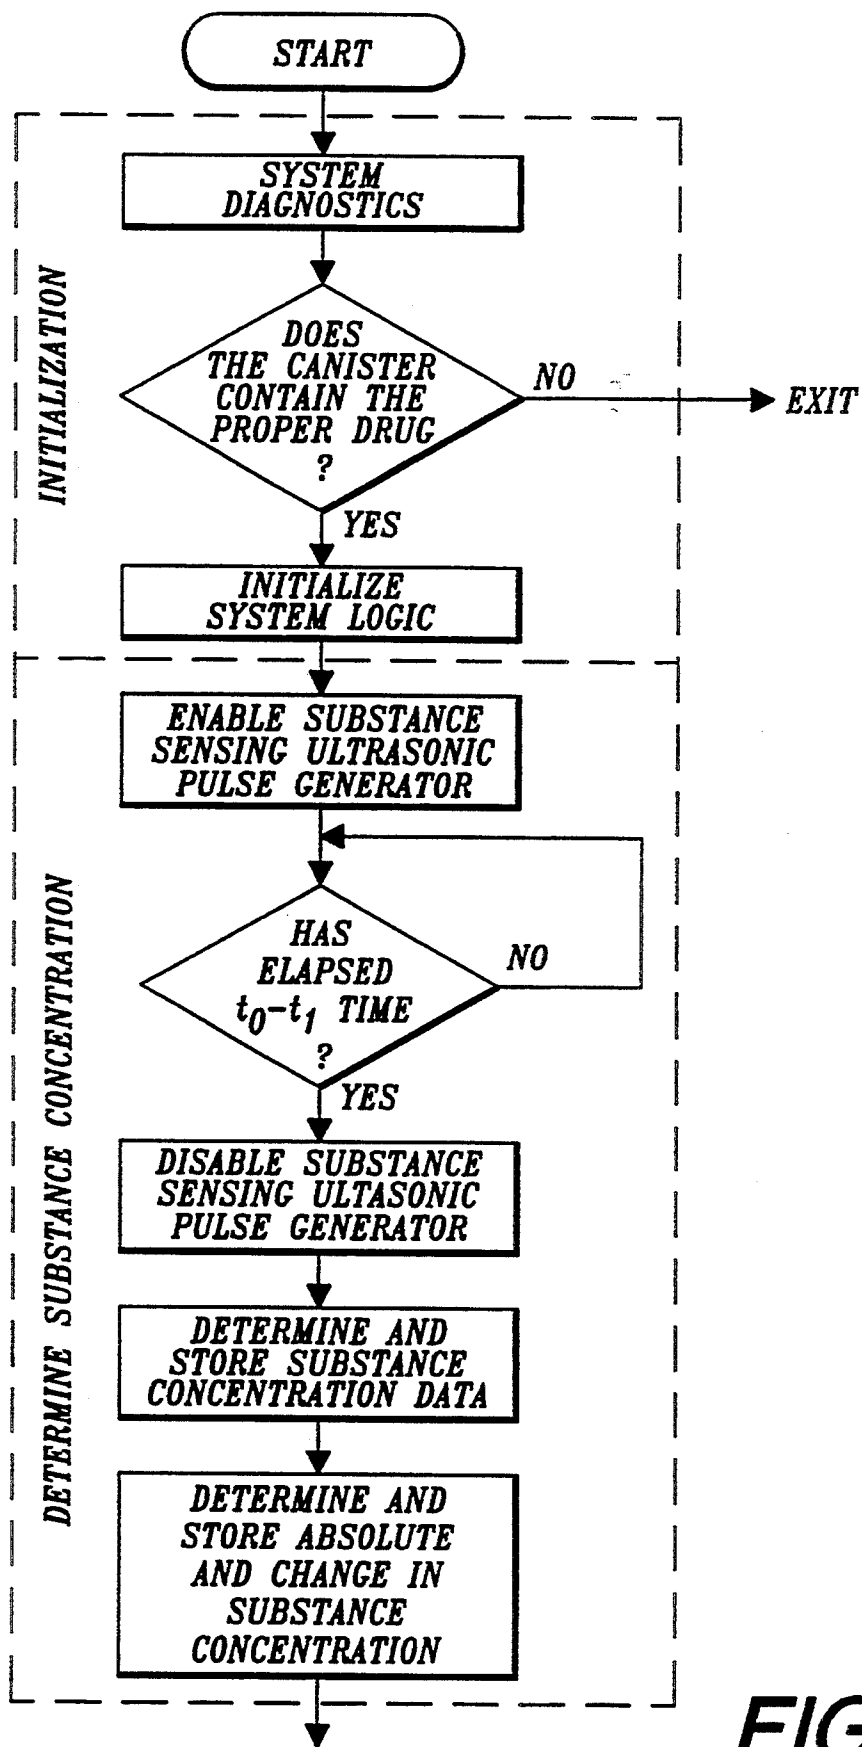 START
SYSTEM
DIAGNOSTICS
INITIALIZATION
DOES
THE CANISTER
CONTAIN THE
PROPER DRUG
?
NO
EXIT
YES
INITIALIZE
SYSTEM LOGIC
ENABLE SUBSTANCE
SENSING ULTRASONIC
PULSE GENERATOR
DETERMINE SUBSTANCE CONCENTRATION
HAS
ELAPSED
t0-t1 TIME
?
NO
YES
DISABLE SUBSTANCE
SENSING ULTASONIC
PULSE GENERATOR
DETERMINE AND
STORE SUBSTANCE
CONCENTRATION DATA
DETERMINE AND
STORE ABSOLUTE
AND CHANGE IN
SUBSTANCE
CONCENTRATION
FIG